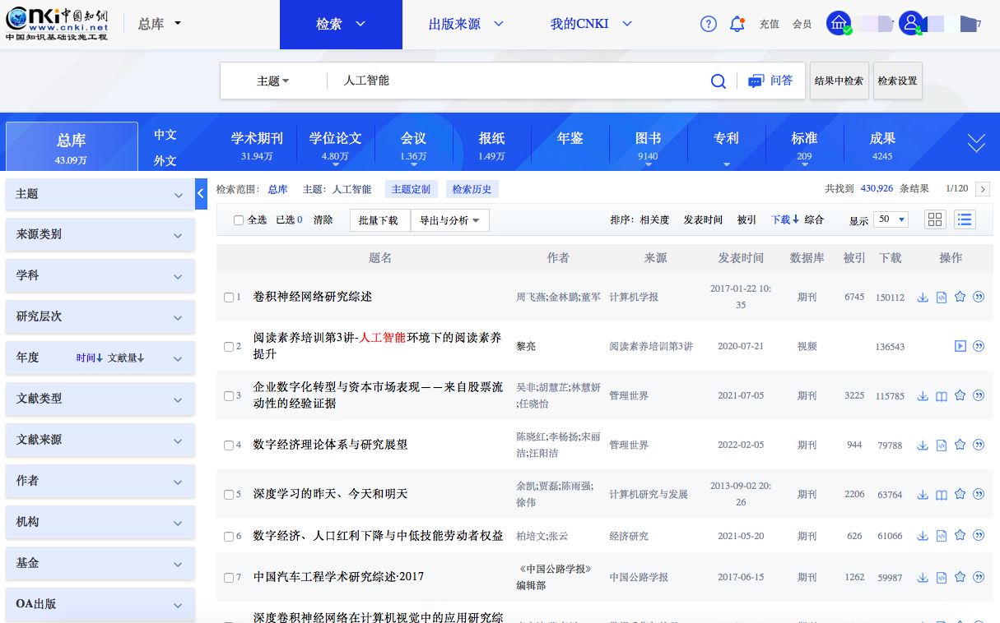 Cnki中国知网
www.cnki.net
中国知识基础设施工程
总库
检索
出版来源
我的CNKI
充值
会员
7
主题
人工智能
问答
结果中检索
检索设置
总库
43.09万
中文
外文
学术期刊
31.94万
学位论文
4.80万
会议
1.36万
报纸
1.49万
年鉴
图书
9140
专利
标准
209
成果
4245
主题
来源类别
学科
研究层次
年度 时间↓ 文献量↓
文献类型
文献来源
作者
机构
基金
OA出版
检索范围： 总库 主题：人工智能 主题定制 检索历史 共找到 430,926 条结果 1/120 >
全选 已选0 清除 批量下载 导出与分析 排序：相关度 发表时间 被引 下载↓ 综合 显示 50
题名 作者 来源 发表时间 数据库 被引 下载 操作
1 卷积神经网络研究综述 周飞燕;金林鹏;董军 计算机学报 2017-01-22 10:
35 期刊 6745 150112
2 阅读素养培训第3讲-人工智能环境下的阅读素养
提升 黎亮 阅读素养培训第3讲 2020-07-21 视频 136543
3 企业数字化转型与资本市场表现——来自股票流
动性的经验证据 吴非;胡慧芷;林慧妍
;任晓怡 管理世界 2021-07-05 期刊 3225 115785
4 数字经济理论体系与研究展望 陈晓红;李杨扬;宋丽
洁;汪阳洁 管理世界 2022-02-05 期刊 944 79788
5 深度学习的昨天、今天和明天 余凯;贾磊;陈雨强;
徐伟 计算机研究与发展 2013-09-02 20:
26 期刊 2206 63764
6 数字经济、人口红利下降与中低技能劳动者权益 柏培文;张云 经济研究 2021-05-20 期刊 626 61066
7 中国汽车工程学术研究综述·2017 《中国公路学报》
编辑部 中国公路学报 2017-06-15 期刊 1262 59987
深度卷积神经网络在计算机视觉中的应用研究综